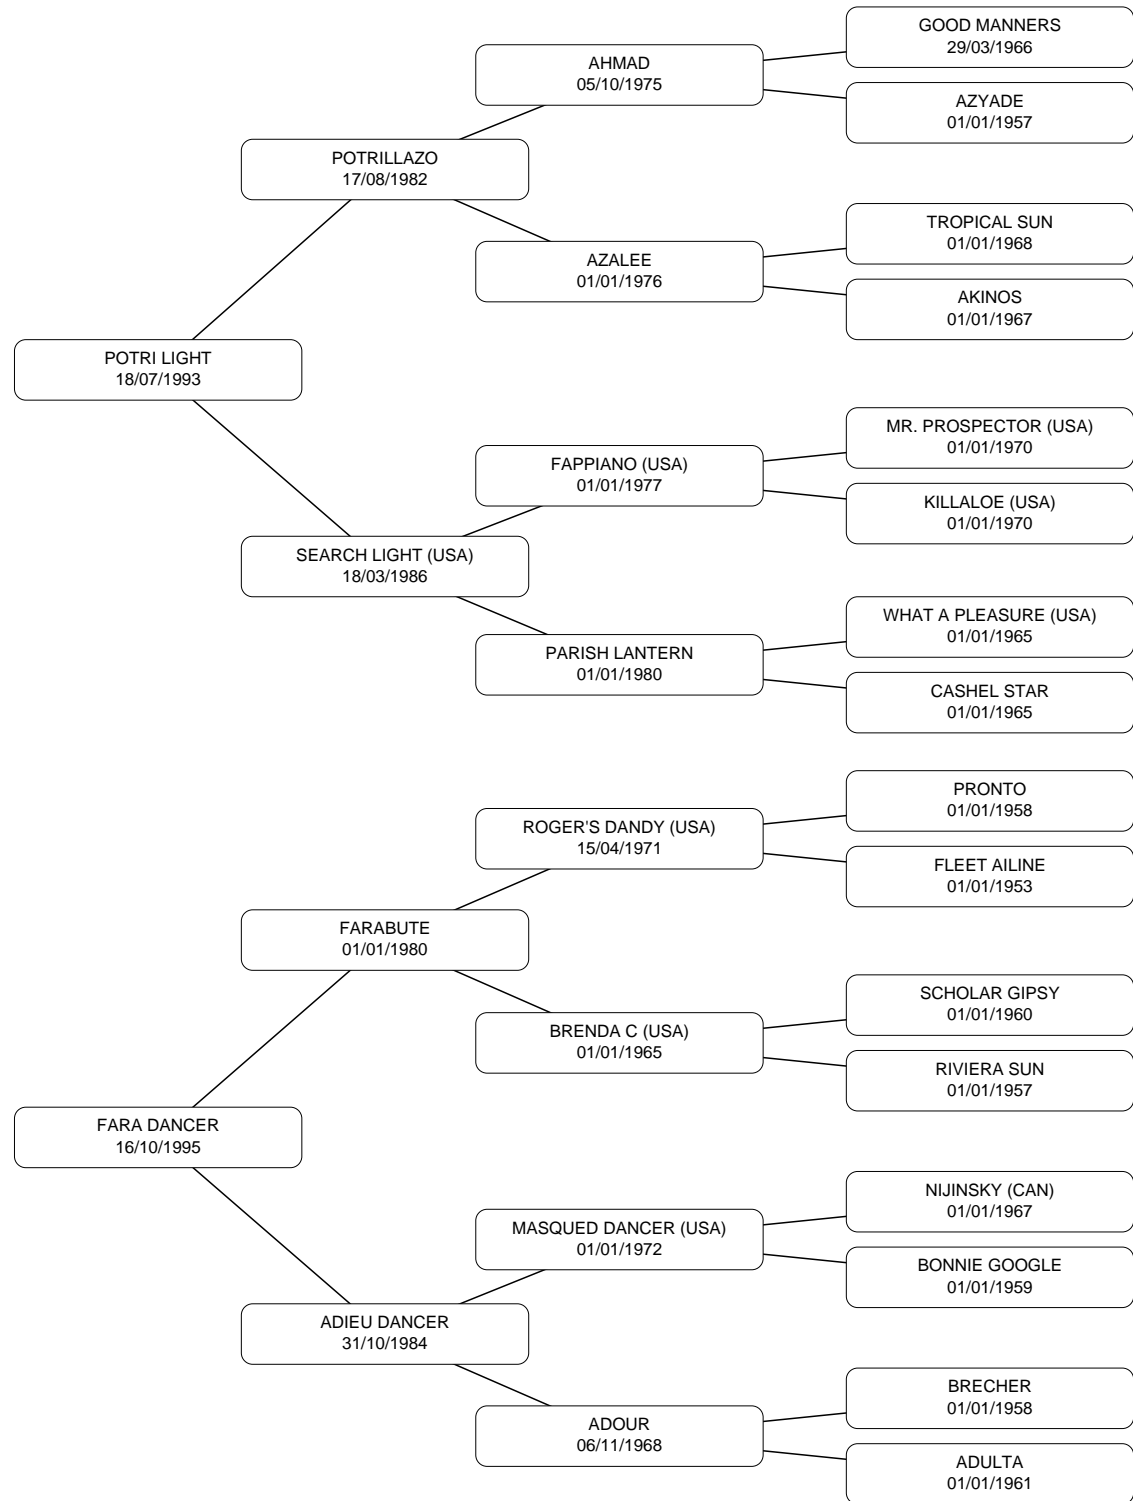 GOOD MANNERS
29/03/1966
AHMAD
05/10/1975
AZYADE
01/01/1957
POTRILLAZO
17/08/1982
TROPICAL SUN
01/01/1968
AZALEE
01/01/1976
AKINOS
01/01/1967
POTRI LIGHT
18/07/1993
MR. PROSPECTOR (USA)
01/01/1970
FAPPIANO (USA)
01/01/1977
KILLALOE (USA)
01/01/1970
SEARCH LIGHT (USA)
18/03/1986
WHAT A PLEASURE (USA)
01/01/1965
PARISH LANTERN
01/01/1980
CASHEL STAR
01/01/1965
PRONTO
01/01/1958
ROGER'S DANDY (USA)
15/04/1971
FLEET AILINE
01/01/1953
FARABUTE
01/01/1980
SCHOLAR GIPSY
01/01/1960
BRENDA C (USA)
01/01/1965
RIVIERA SUN
01/01/1957
FARA DANCER
16/10/1995
NIJINSKY (CAN)
01/01/1967
MASQUED DANCER (USA)
01/01/1972
BONNIE GOOGLE
01/01/1959
ADIEU DANCER
31/10/1984
BRECHER
01/01/1958
ADOUR
06/11/1968
ADULTA
01/01/1961